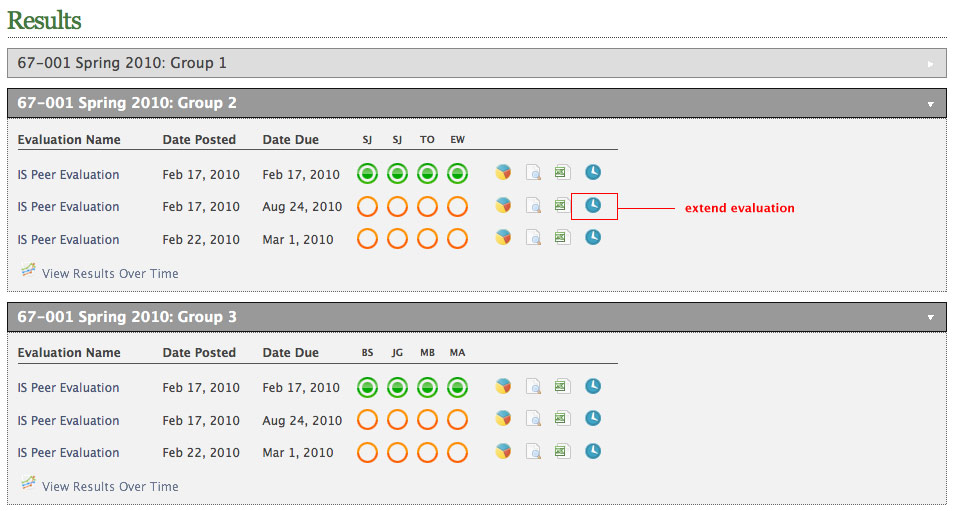 Results
67-001 Spring 2010: Group 1
67-001 Spring 2010: Group 2
Evaluation Name Date Posted Date Due SJ SJ TO EW
IS Peer Evaluation Feb 17, 2010 Feb 17, 2010
IS Peer Evaluation Feb 17, 2010 Aug 24, 2010 extend evaluation
IS Peer Evaluation Feb 22, 2010 Mar 1, 2010
View Results Over Time
67-001 Spring 2010: Group 3
Evaluation Name Date Posted Date Due BS JG MB MA
IS Peer Evaluation Feb 17, 2010 Feb 17, 2010
IS Peer Evaluation Feb 17, 2010 Aug 24, 2010
IS Peer Evaluation Feb 22, 2010 Mar 1, 2010
View Results Over Time